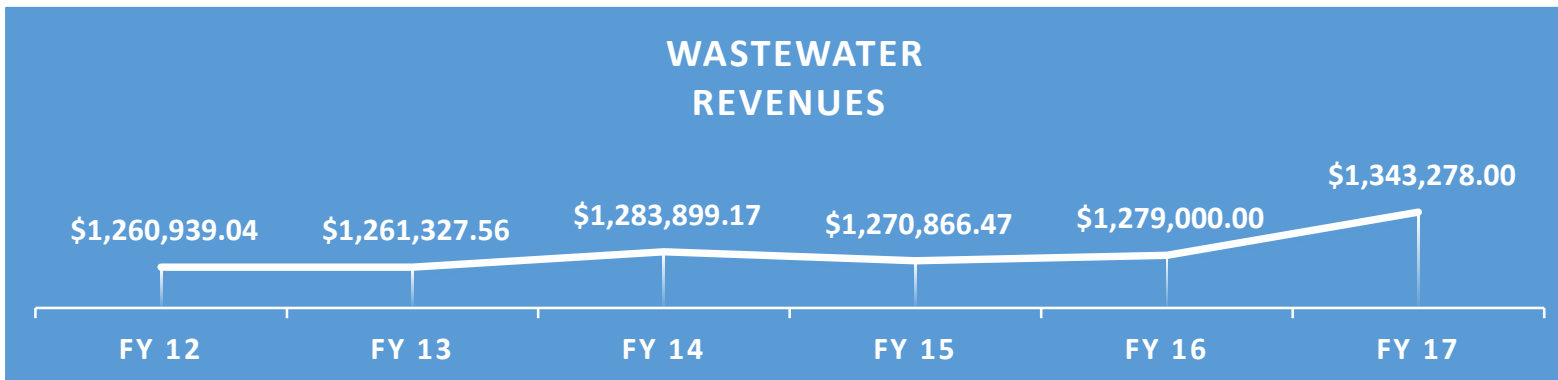 WASTEWATER
REVENUES
$1,260,939.04 $1,261,327.56 $1,283,899.17 $1,270,866.47 $1,279,000.00 $1,343,278.00
FY 12 FY 13 FY 14 FY 15 FY 16 FY 17